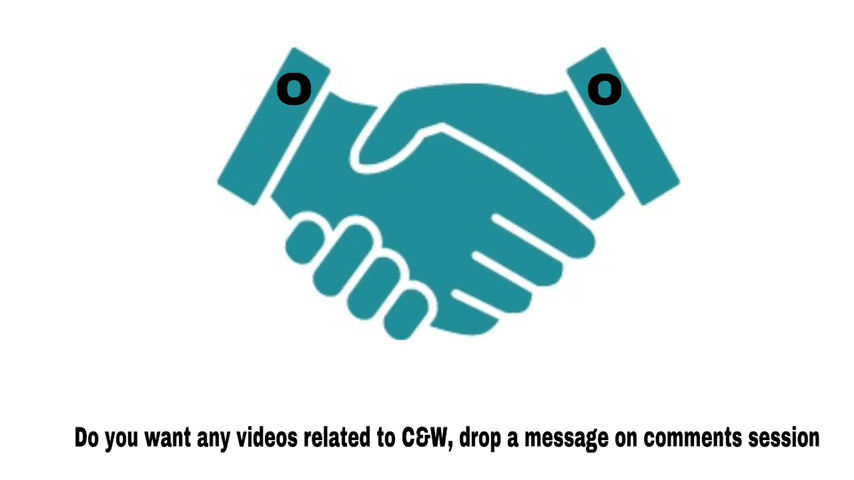 O O
Do you want any videos related to C&W, drop a message on comments session